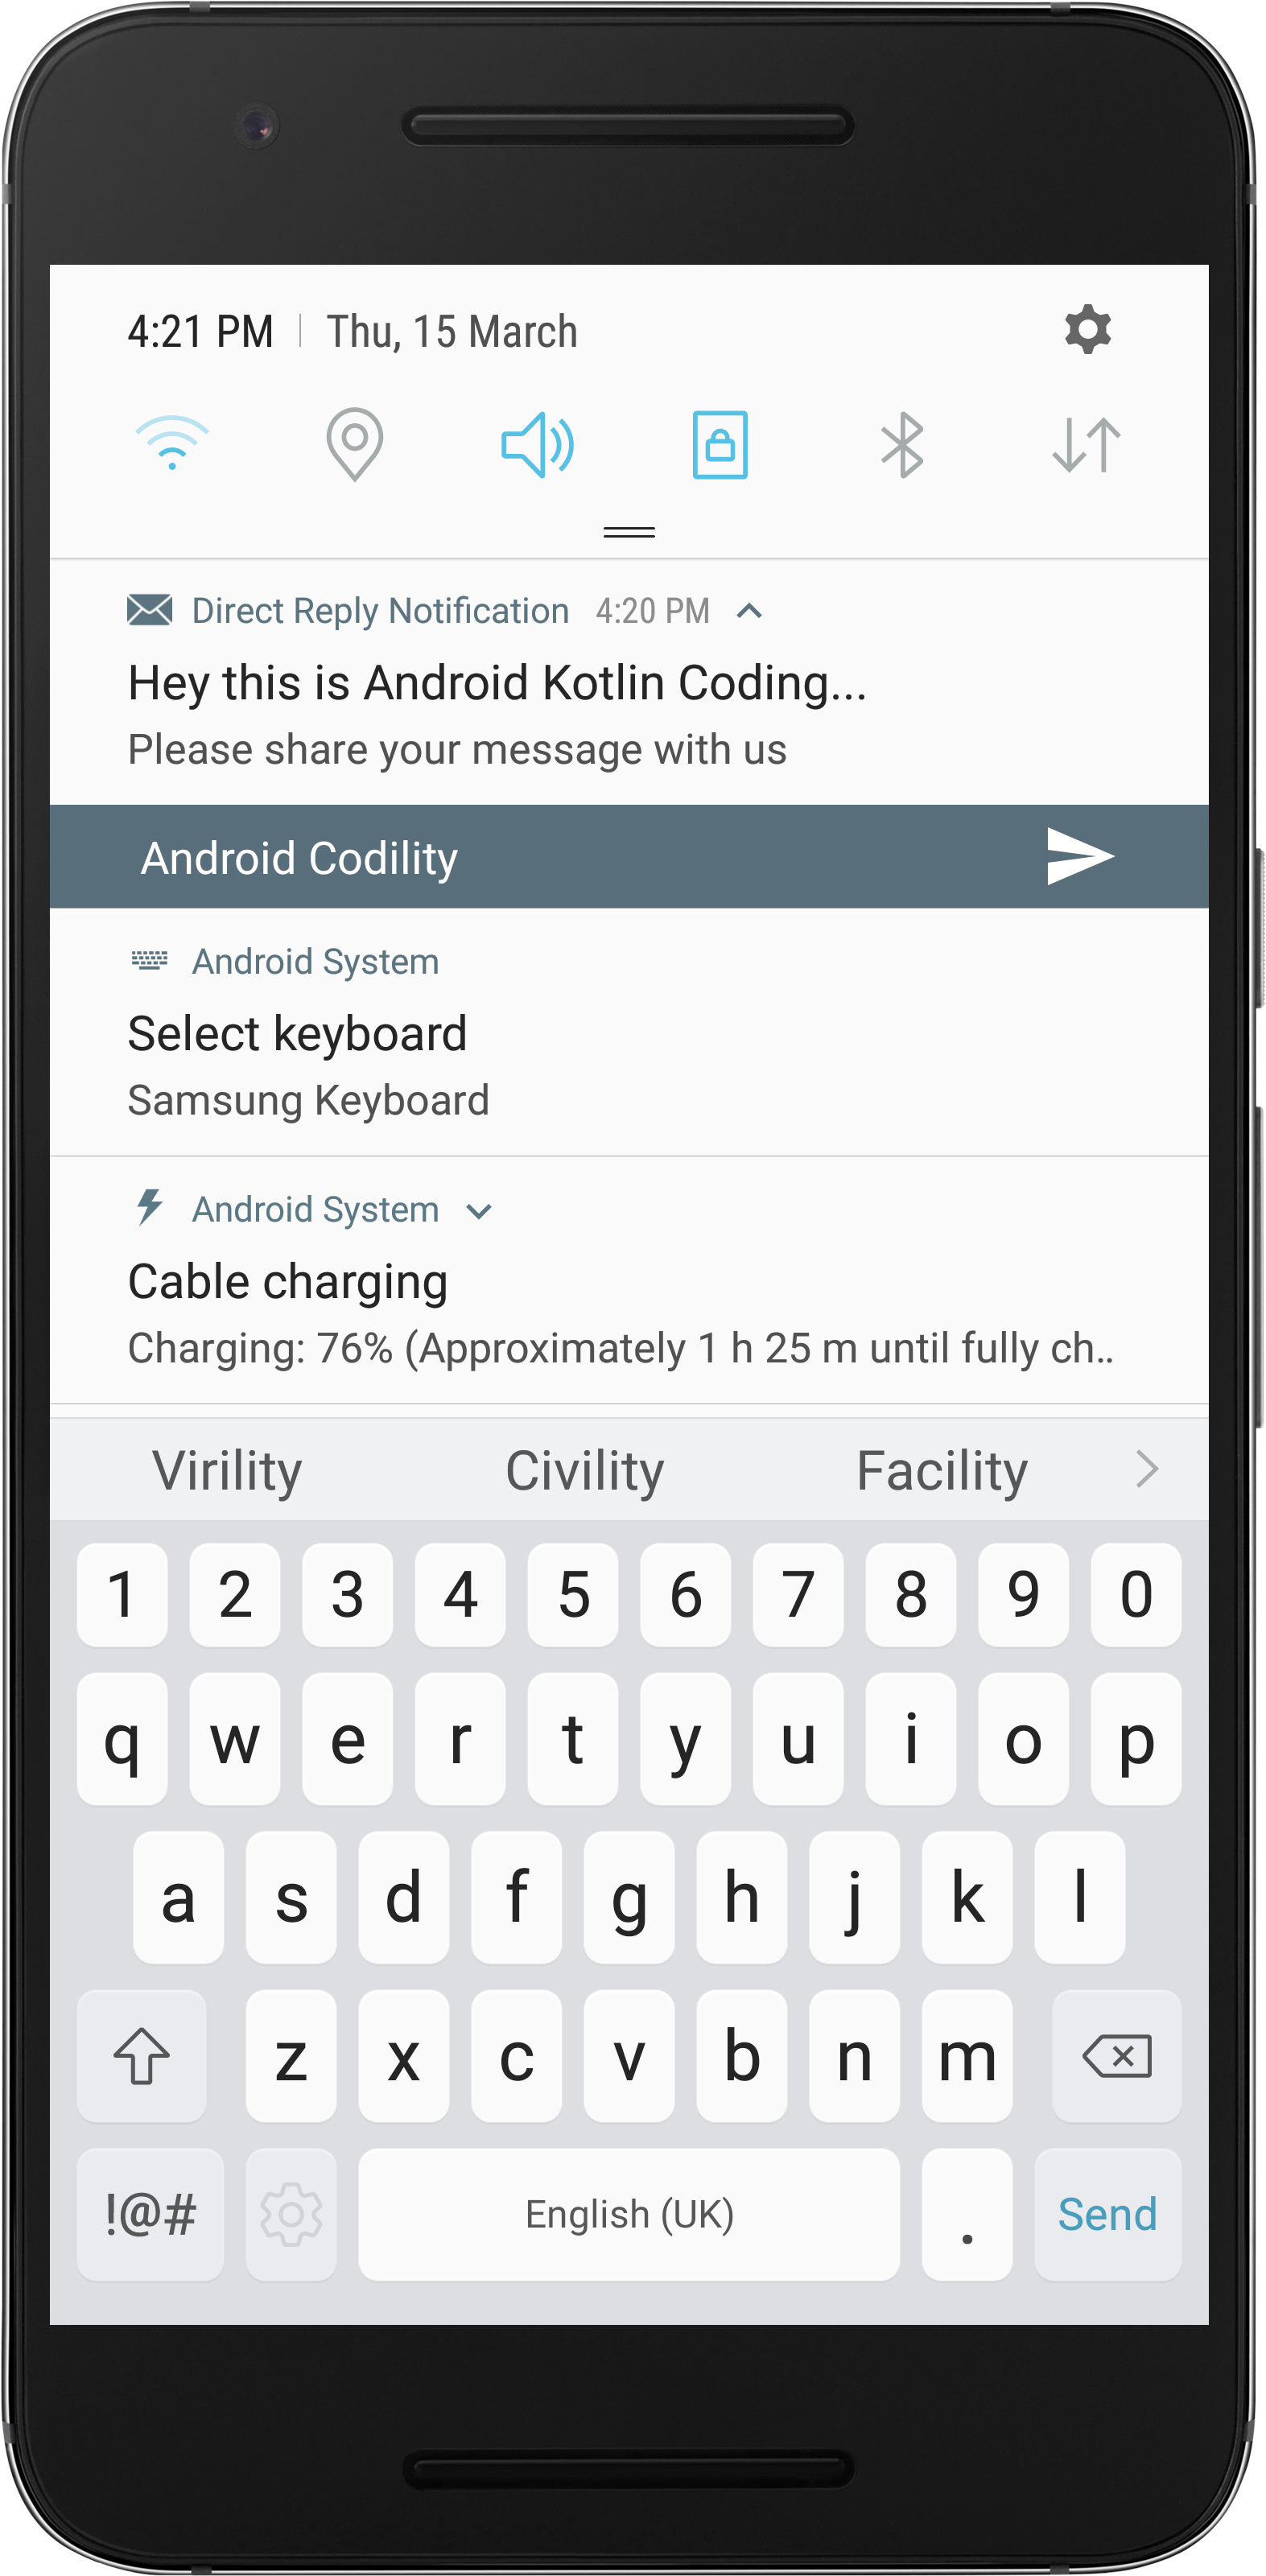 4:21 PM | Thu, 15 March
Direct Reply Notification 4:20 PM
Hey this is Android Kotlin Coding...
Please share your message with us
Android Codility
Android System
Select keyboard
Samsung Keyboard
Android System
Cable charging
Charging: 76% (Approximately 1 h 25 m until fully ch..
Virility Civility Facility
1 2 3 4 5 6 7 8 9 0
q w e r t y u i o p
a s d f g h j k l
z x c v b n m
!@# English (UK) . Send